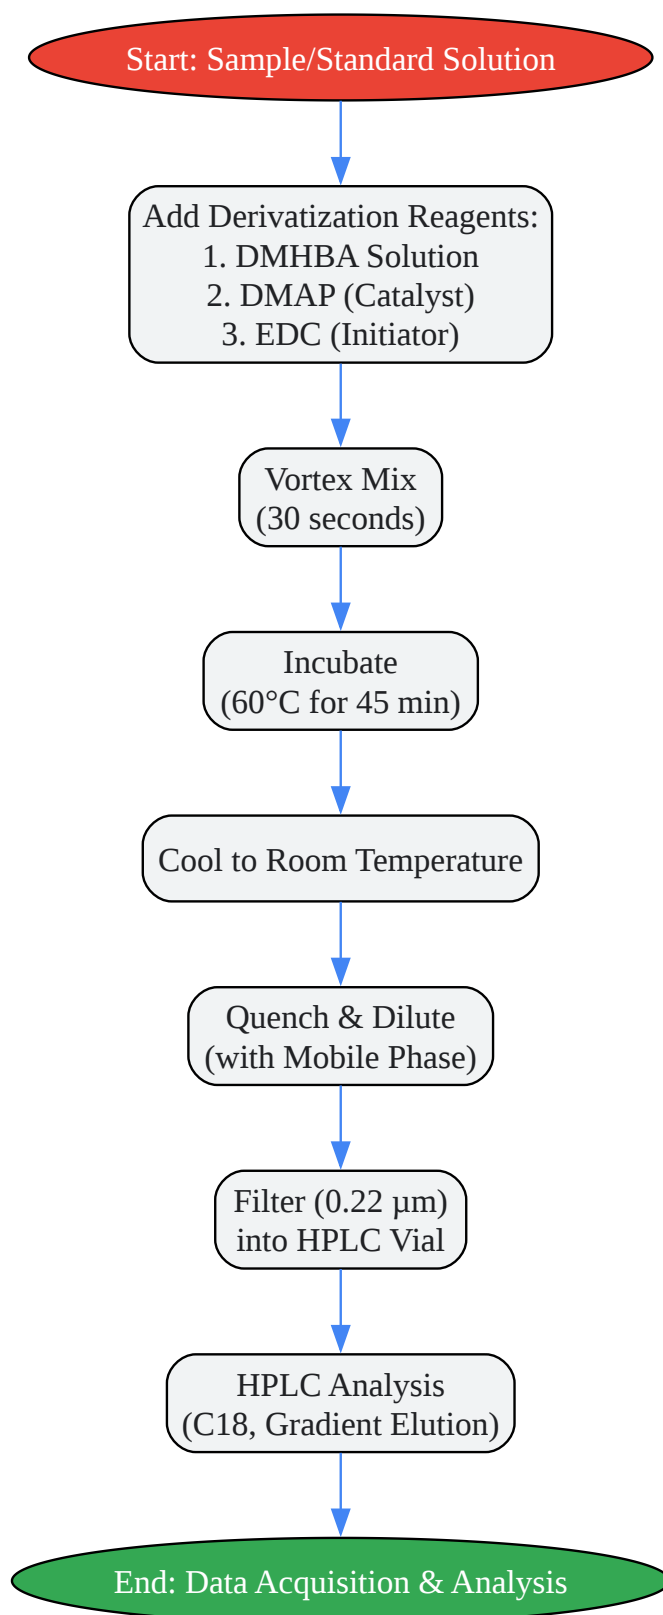 Start: Sample/Standard Solution
Add Derivatization Reagents:
1. DMHBA Solution
2. DMAP (Catalyst)
3. EDC (Initiator)
Vortex Mix
(30 seconds)
Incubate
(60°C for 45 min)
Cool to Room Temperature
Quench & Dilute
(with Mobile Phase)
Filter (0.22 µm)
into HPLC Vial
HPLC Analysis
(C18, Gradient Elution)
End: Data Acquisition & Analysis